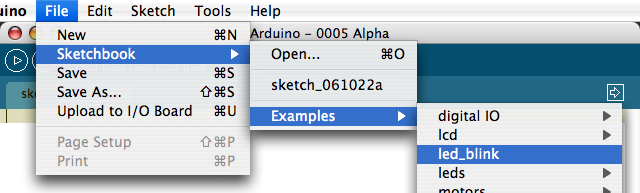 uino File Edit Sketch Tools Help
Arduino - 0005 Alpha
New ⌘N
Sketchbook
Save ⌘S
Save As... ⇧⌘S
Upload to I/O Board ⌘U
Page Setup ⇧⌘P
Print ⌘P
Open... ⌘O
sketch_061022a
Examples
digital IO
lcd
led_blink
leds
motors
sk